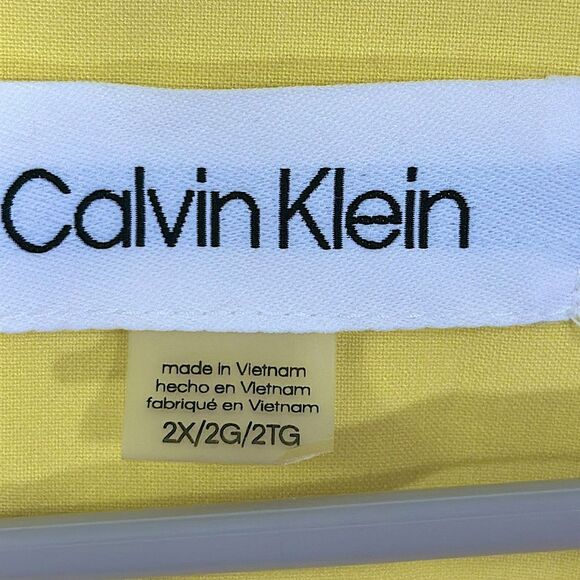 Calvin Klein
made in Vietnam
hecho en Vietnam
fabriqué en Vietnam
2X/2G/2TG